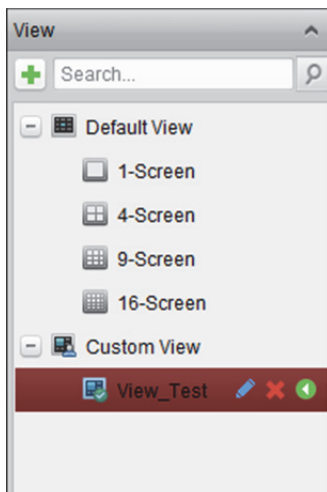 View
Search...
Default View
1-Screen
4-Screen
9-Screen
16-Screen
Custom View
View_Test